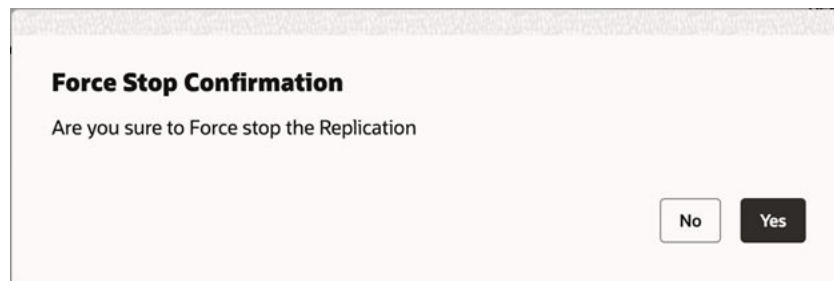 Force Stop Confirmation
Are you sure to Force stop the Replication
No Yes